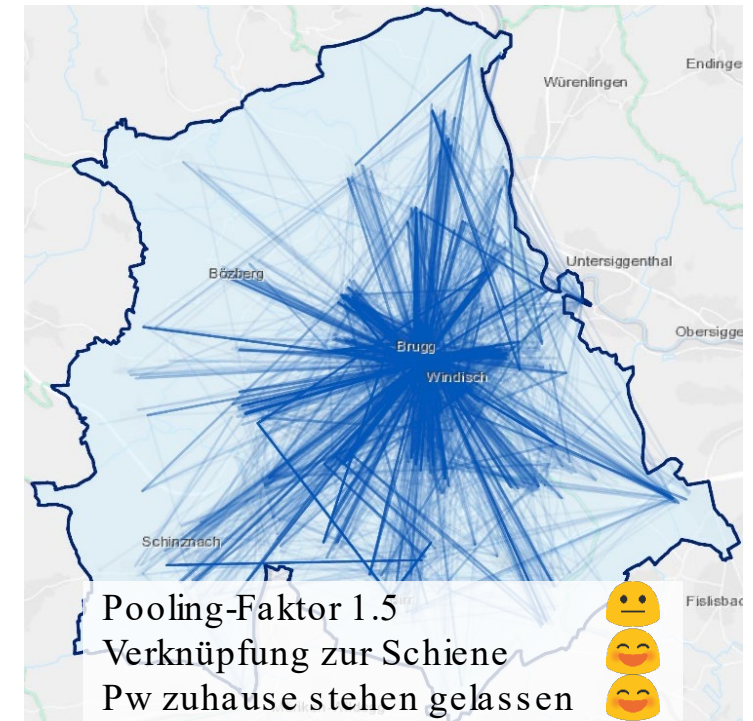 Endinge
Würenlingen
Untersiggenthal
Bözberg
Obersigge
Brugg
Windisch
Schinznach
Fislisbac
Pooling-Faktor 1.5
Verknüpfung zur Schiene
Pw zuhause stehen gelassen